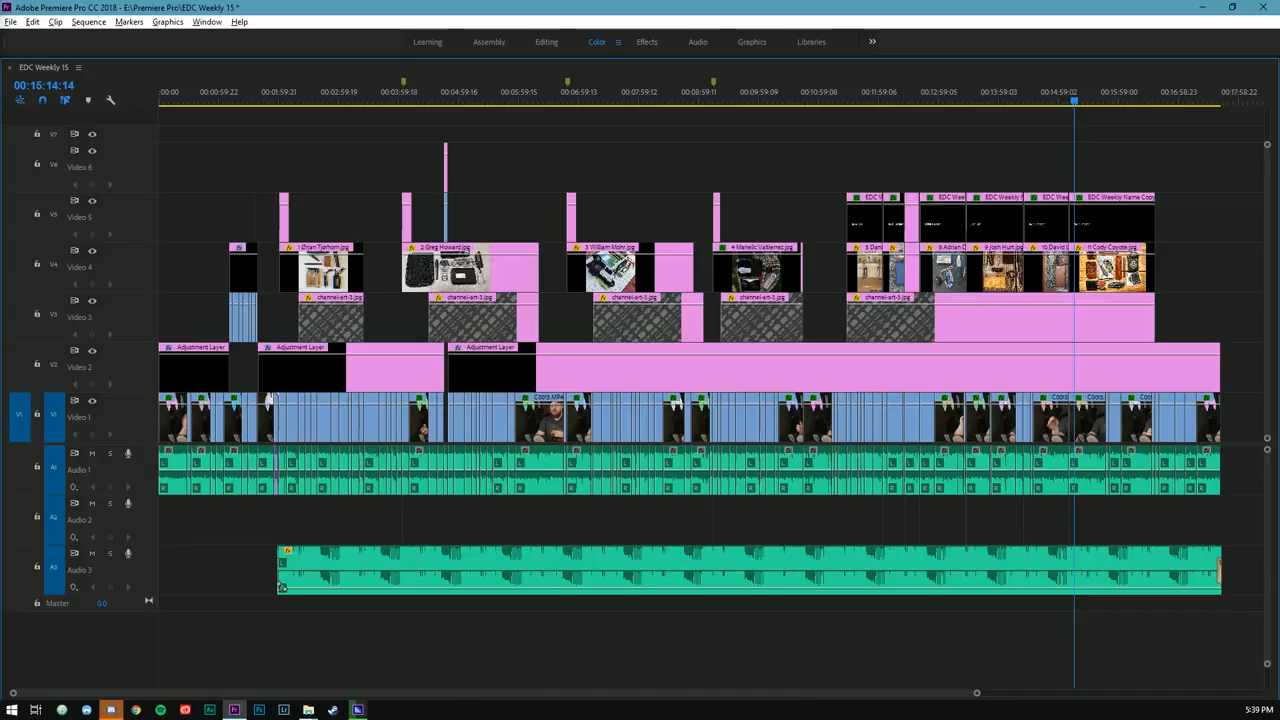 Adobe Premiere Pro CC 2018 - E:\Premiere Pro\EDC Weekly 15 *
File Edit Clip Sequence Markers Graphics Window Help
Learning Assembly Editing Color Effects Audio Graphics Libraries
EDC Weekly 15
00:15:14:14
:00:00 00:00:59:22 00:01:59:21 00:02:59:19 00:03:59:18 00:04:59:16 00:05:59:15 00:06:59:13 00:07:59:12 00:08:59:11 00:09:59:09 00:10:59:08 00:11:59:06 00:12:59:05 00:13:59:03 00:14:59:02 00:15:59:00 00:16:58:23 00:17:58:22
V7
V6 Video 6
V5 Video 5
EDC W EDC Wee EDC Weekly EDC Wee EDC Weekly Name Copy
V4 Video 4
1 Ørjan Tjørhom.jpg 2 Greg Howard.jpg 3 William Mohr.jpg 4 Manelic Valtierrez.jpg 5 Dan 8 Adrian D 9 Josh Hurt.jp 10 David L 11 Cody Coyote.jpg
V3 Video 3
channel-art-3.jpg channel-art-3.jpg channel-art-3.jpg channel-art-3.jpg channel-art-3.jpg
V2 Video 2
Adjustment Layer Adjustment Layer Adjustment Layer
V1 V1 Video 1
Coors.MP4
A1 M S Audio 1
L R
A2 M S Audio 2
A3 M S Audio 3
L
Master 0.0
5:39 PM